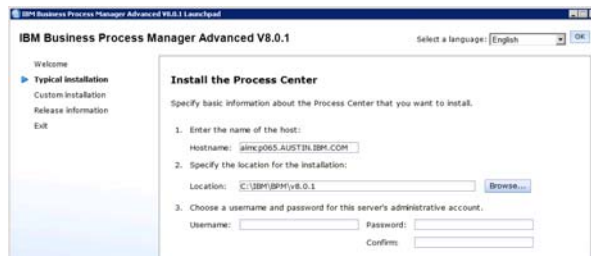 IBM Business Process Manager Advanced V8.0.1 Launchpad
IBM Business Process Manager Advanced V8.0.1
Select a language: English OK
Welcome
Typical installation
Custom installation
Release information
Exit
Install the Process Center
Specify basic information about the Process Center that you want to install.
1. Enter the name of the host:
Hostname: aimcp065.AUSTIN.IBM.COM
2. Specify the location for the installation:
Location: C:\IBM\BPM\v8.0.1 Browse...
3. Choose a username and password for this server's administrative account.
Username: Password:
Confirm: